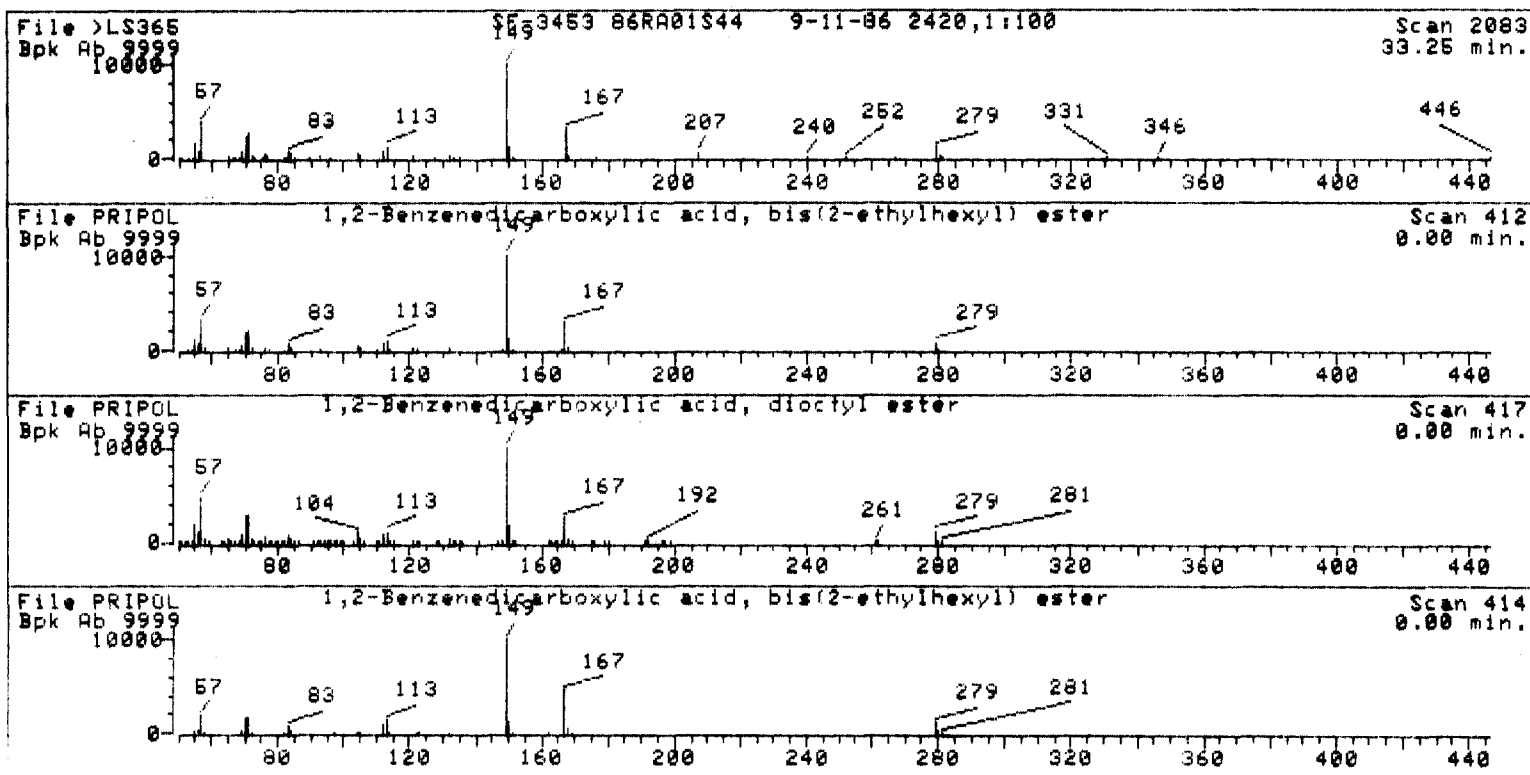 File >LS365 SF-3453 86RA01S44 9-11-86 2420,1:100 Scan 2083
Bpk Ab 9999 33.25 min.
10000
149
57 83 113 167 207 240 252 279 331 346 446
0
80 120 160 200 240 280 320 360 400 440
File PRIPOL 1,2-Benzenedicarboxylic acid, bis(2-ethylhexyl) ester Scan 412
Bpk Ab 9999 0.00 min.
10000
149
57 83 113 167 279
0
80 120 160 200 240 280 320 360 400 440
File PRIPOL 1,2-Benzenedicarboxylic acid, dioctyl ester Scan 417
Bpk Ab 9999 0.00 min.
10000
149
57 104 113 167 192 261 279 281
0
80 120 160 200 240 280 320 360 400 440
File PRIPOL 1,2-Benzenedicarboxylic acid, bis(2-ethylhexyl) ester Scan 414
Bpk Ab 9999 0.00 min.
10000
149
57 83 113 167 279 281
0
80 120 160 200 240 280 320 360 400 440